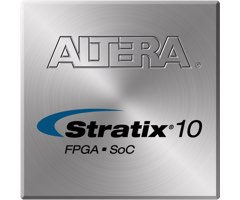 ALTERA®
Stratix® 10
FPGA ▪ SoC